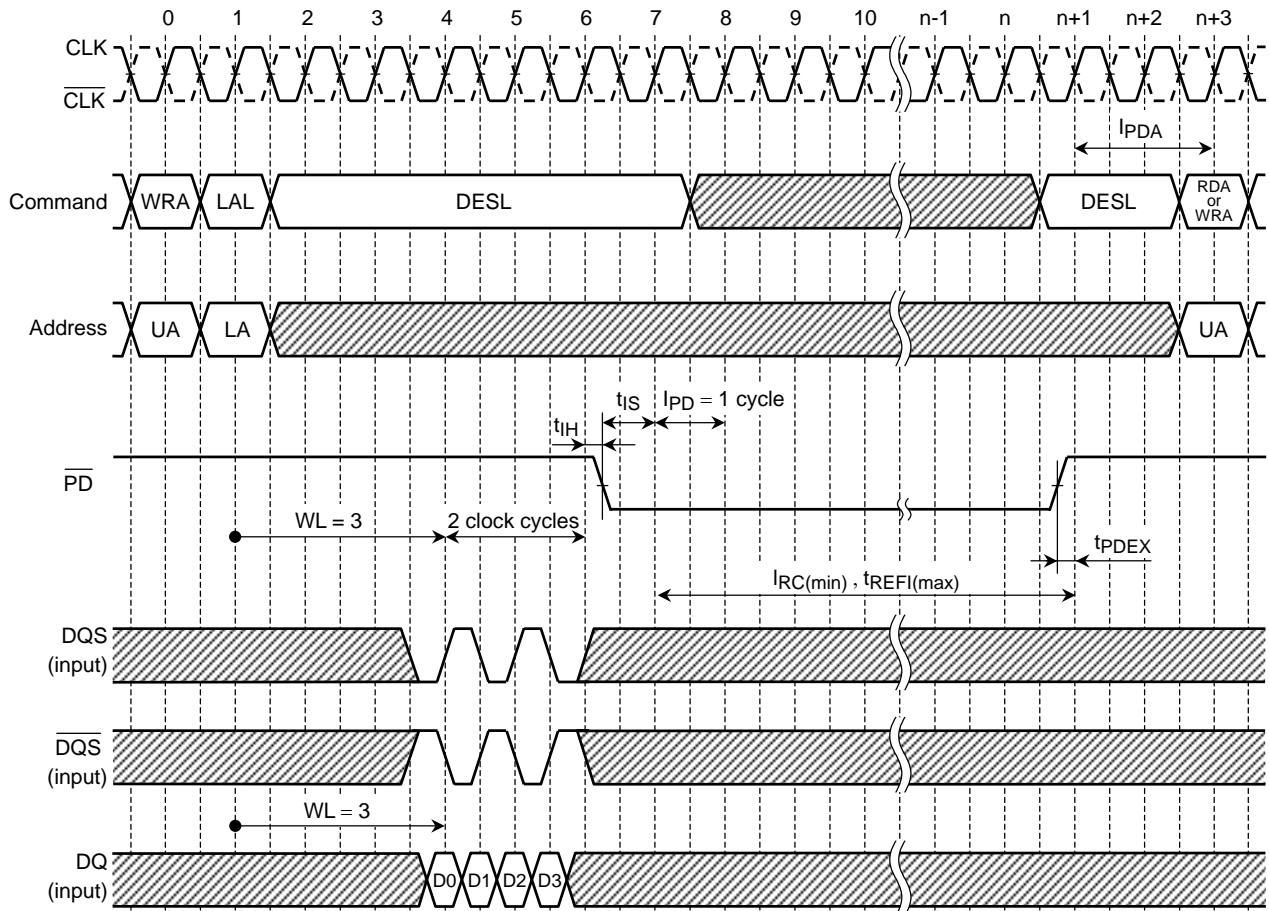 0 1 2 3 4 5 6 7 8 9 10 n-1 n n+1 n+2 n+3
CLK
CLK
IPDA
Command WRA LAL DESL DESL RDA or WRA
Address UA LA UA
tIS IPD = 1 cycle
tIH
PD
WL = 3 2 clock cycles
tPDEX
IRC(min) , tREFI(max)
DQS
(input)
DQS
(input)
WL = 3
DQ
(input)
D0 D1 D2 D3